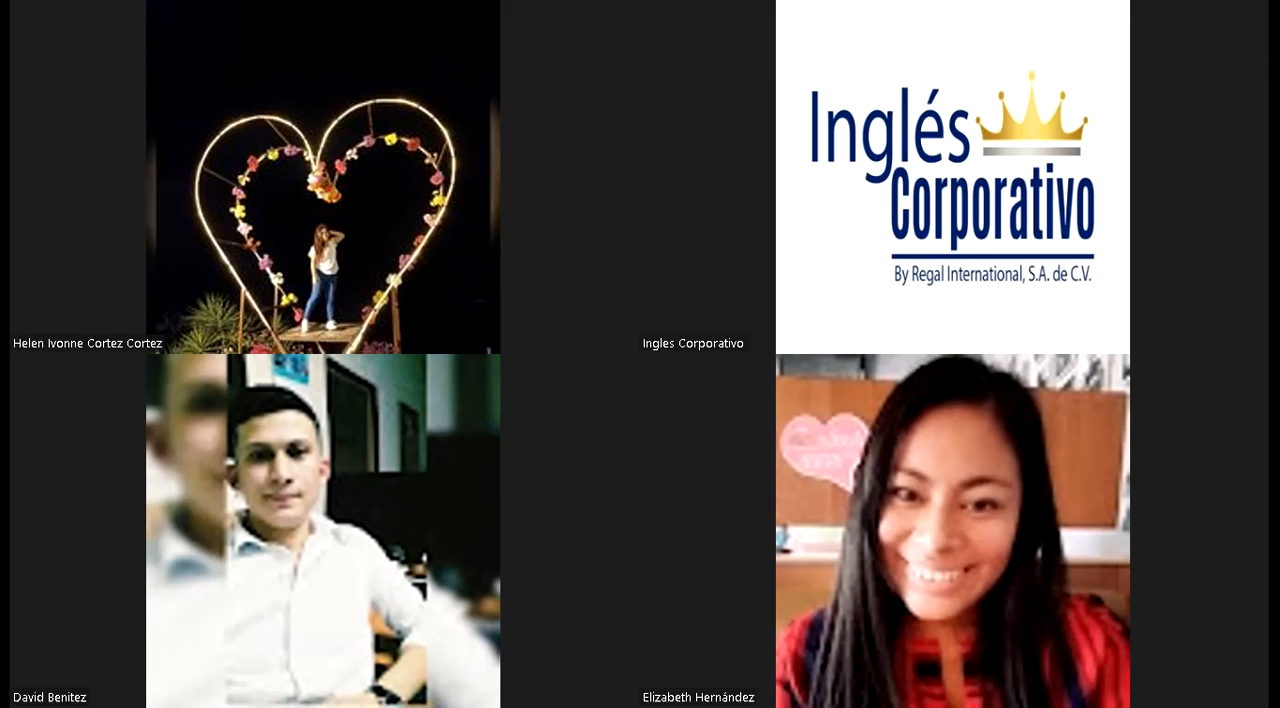 Inglés
Corporativo
By Regal International, S.A. de C.V.
Helen Ivonne Cortez Cortez
Ingles Corporativo
David Benitez
Elizabeth Hernández